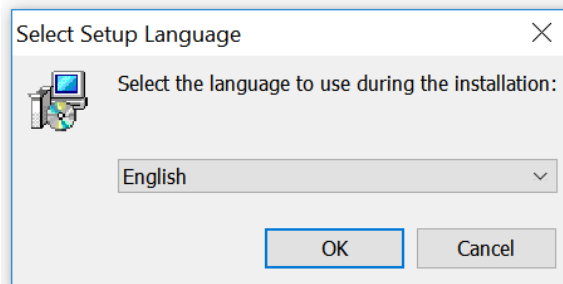 Select Setup Language
Select the language to use during the installation:
English
OK
Cancel